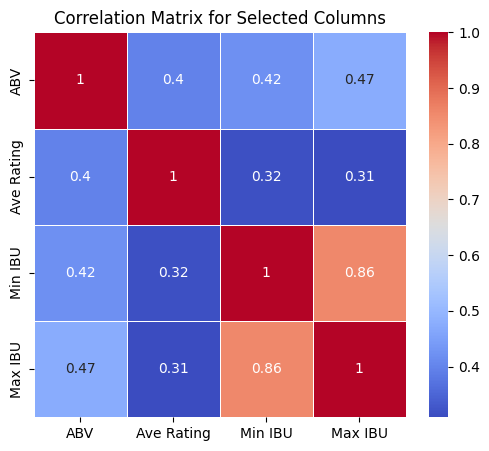 Correlation Matrix for Selected Columns
ABV 1 0.4 0.42 0.47
Ave Rating 0.4 1 0.32 0.31
Min IBU 0.42 0.32 1 0.86
Max IBU 0.47 0.31 0.86 1
ABV Ave Rating Min IBU Max IBU
1.0
0.9
0.8
0.7
0.6
0.5
0.4